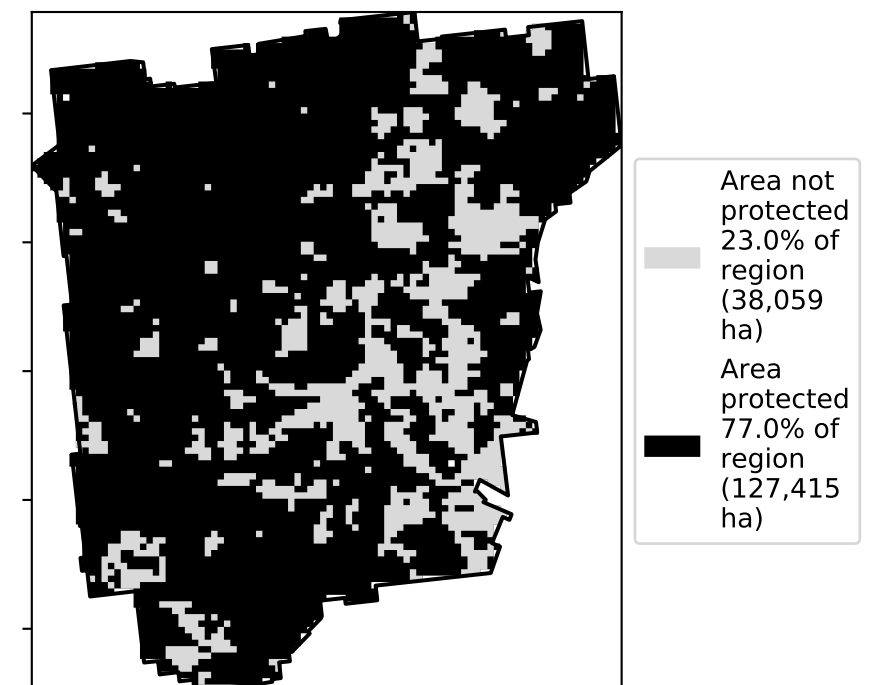 Area not
protected
23.0% of
region
(38,059
ha)
Area
protected
77.0% of
region
(127,415
ha)